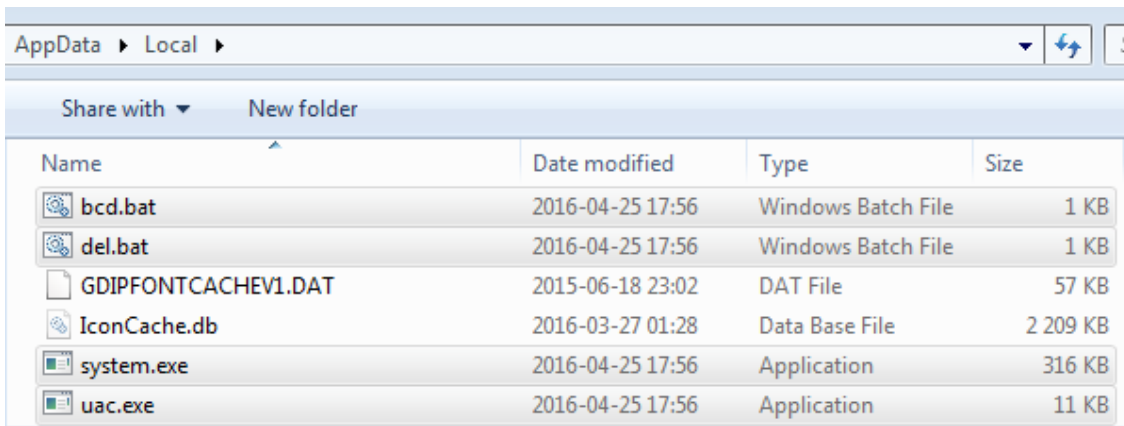 AppData Local
Share with New folder
Name Date modified Type Size
bcd.bat 2016-04-25 17:56 Windows Batch File 1 KB
del.bat 2016-04-25 17:56 Windows Batch File 1 KB
GDIPFONTCACHEV1.DAT 2015-06-18 23:02 DAT File 57 KB
IconCache.db 2016-03-27 01:28 Data Base File 2 209 KB
system.exe 2016-04-25 17:56 Application 316 KB
uac.exe 2016-04-25 17:56 Application 11 KB